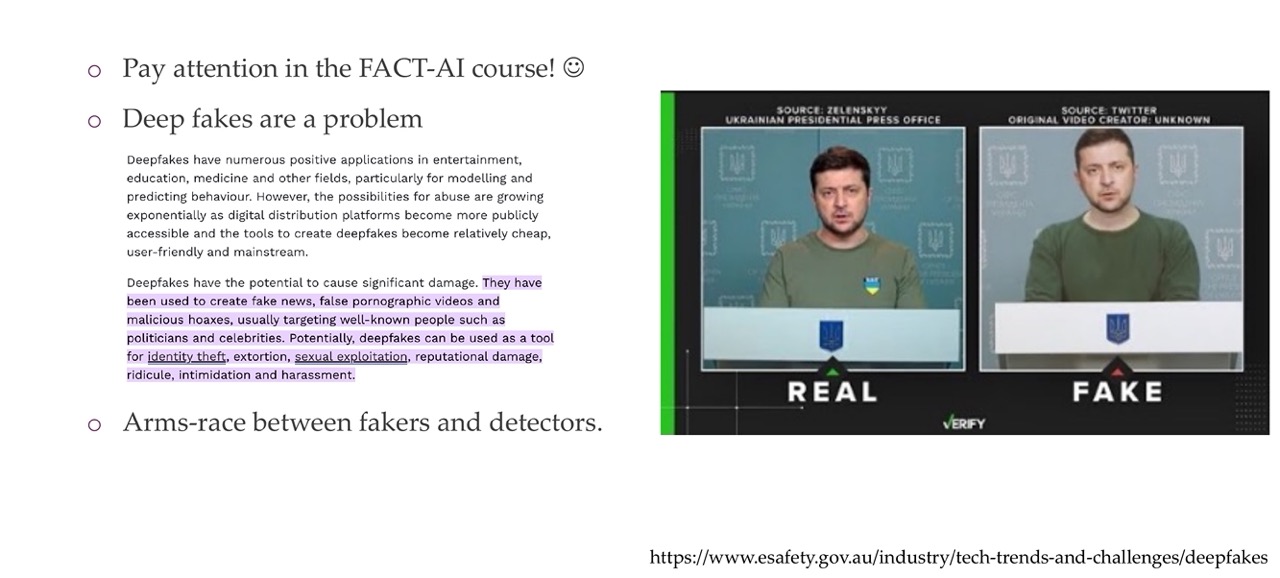 Pay attention in the FACT-AI course! ☺
Deep fakes are a problem
Deepfakes have numerous positive applications in entertainment,
education, medicine and other fields, particularly for modelling and
predicting behaviour. However, the possibilities for abuse are growing
exponentially as digital distribution platforms become more publicly
accessible and the tools to create deepfakes become relatively cheap,
user-friendly and mainstream.
Deepfakes have the potential to cause significant damage. They have
been used to create fake news, false pornographic videos and
malicious hoaxes, usually targeting well-known people such as
politicians and celebrities. Potentially, deepfakes can be used as a tool
for identity theft, extortion, sexual exploitation, reputational damage,
ridicule, intimidation and harassment.
Arms-race between fakers and detectors.
SOURCE: ZELENSKYY
UKRAINIAN PRESIDENTIAL PRESS OFFICE
SOURCE: TWITTER
ORIGINAL VIDEO CREATOR: UNKNOWN
REAL
FAKE
VERIFY
https://www.esafety.gov.au/industry/tech-trends-and-challenges/deepfakes